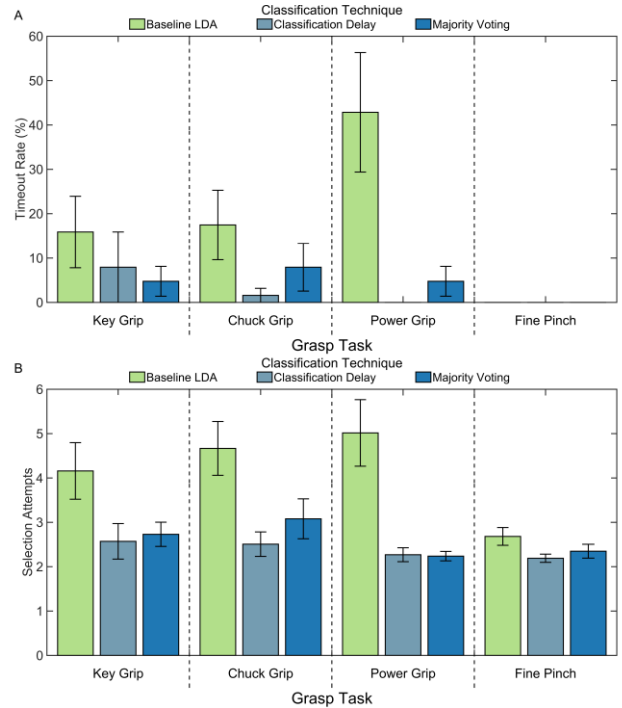 A
Classification Technique
Baseline LDA Classification Delay Majority Voting
60
50
40
30
20
10
0
Timeout Rate (%)
Key Grip Chuck Grip Power Grip Fine Pinch
Grasp Task
B
Classification Technique
Baseline LDA Classification Delay Majority Voting
6
5
4
3
2
1
0
Selection Attempts
Key Grip Chuck Grip Power Grip Fine Pinch
Grasp Task